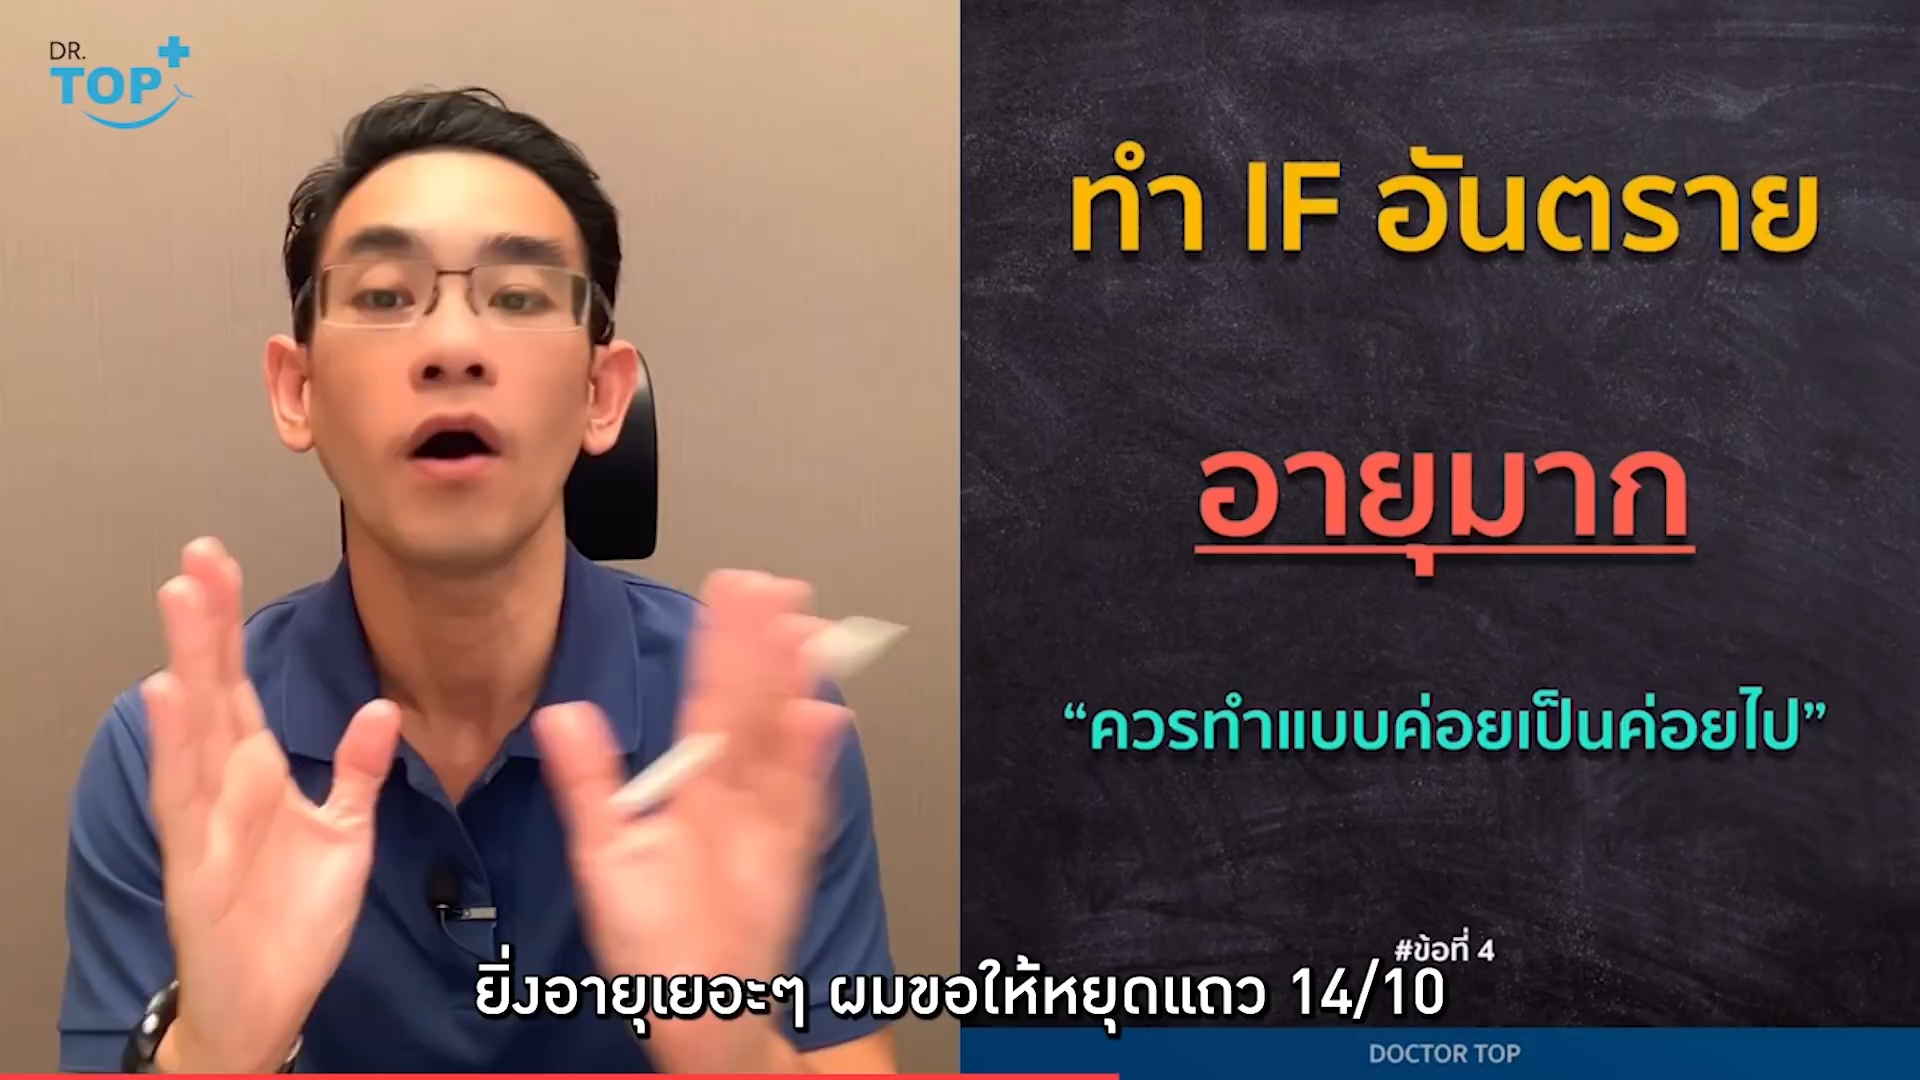 DR.
TOP
ทำ IF อันตราย
อายุมาก
“ควรทำแบบค่อยเป็นค่อยไป”
#ข้อที่ 4
ยิ่งอายุเยอะๆ ผมขอให้หยุดแถว 14/10
DOCTOR TOP